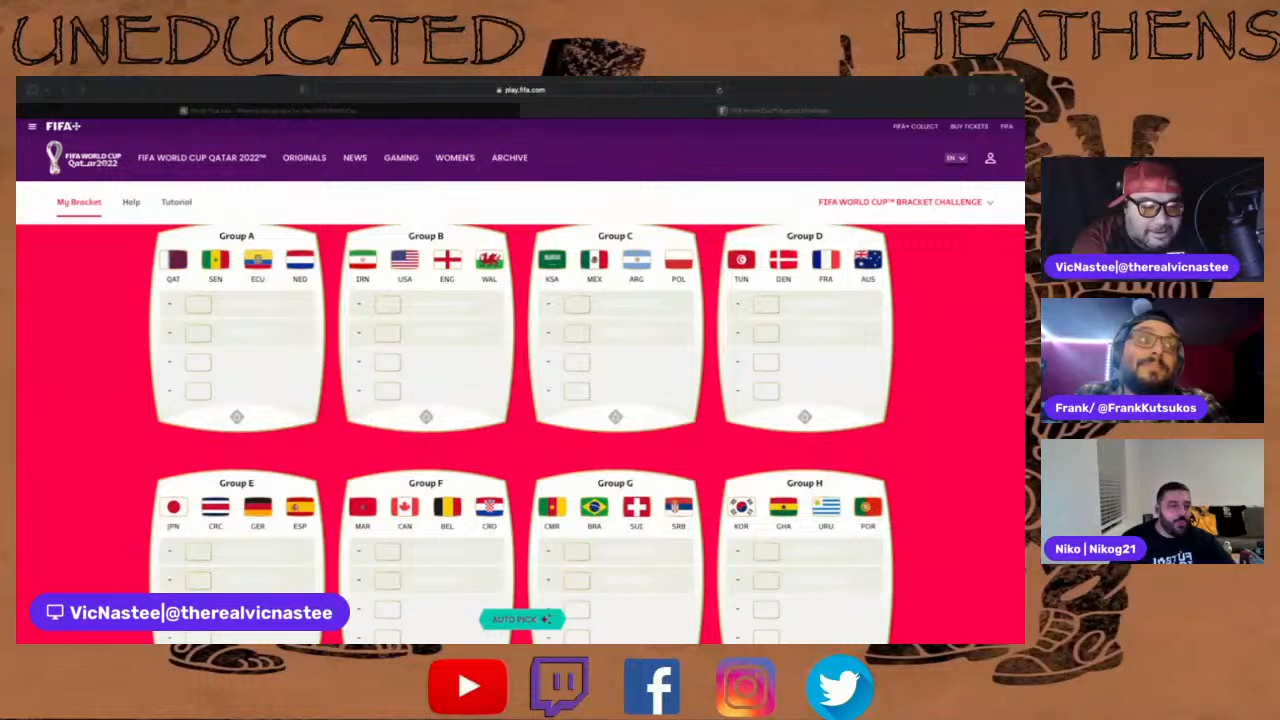 UNEDUCATED HEATHENS
play.fifa.com
FIFA+
FIFA+ COLLECT BUY TICKETS FIFA
FIFA WORLD CUP
Qatar2022
FIFA WORLD CUP QATAR 2022™ ORIGINALS NEWS GAMING WOMEN'S ARCHIVE
EN
My Bracket Help Tutorial
FIFA WORLD CUP™ BRACKET CHALLENGE
Group A Group B Group C Group D
QAT SEN ECU NED IRN USA ENG WAL KSA MEX ARG POL TUN DEN FRA AUS
Group E Group F Group G Group H
JPN CRC GER ESP MAR CAN BEL CRO CMR BRA SUI SRB KOR GHA URU POR
AUTO PICK
VicNastee|@therealvicnastee
VicNastee|@therealvicnastee
Frank/ @FrankKutsukos
Niko | Nikog21